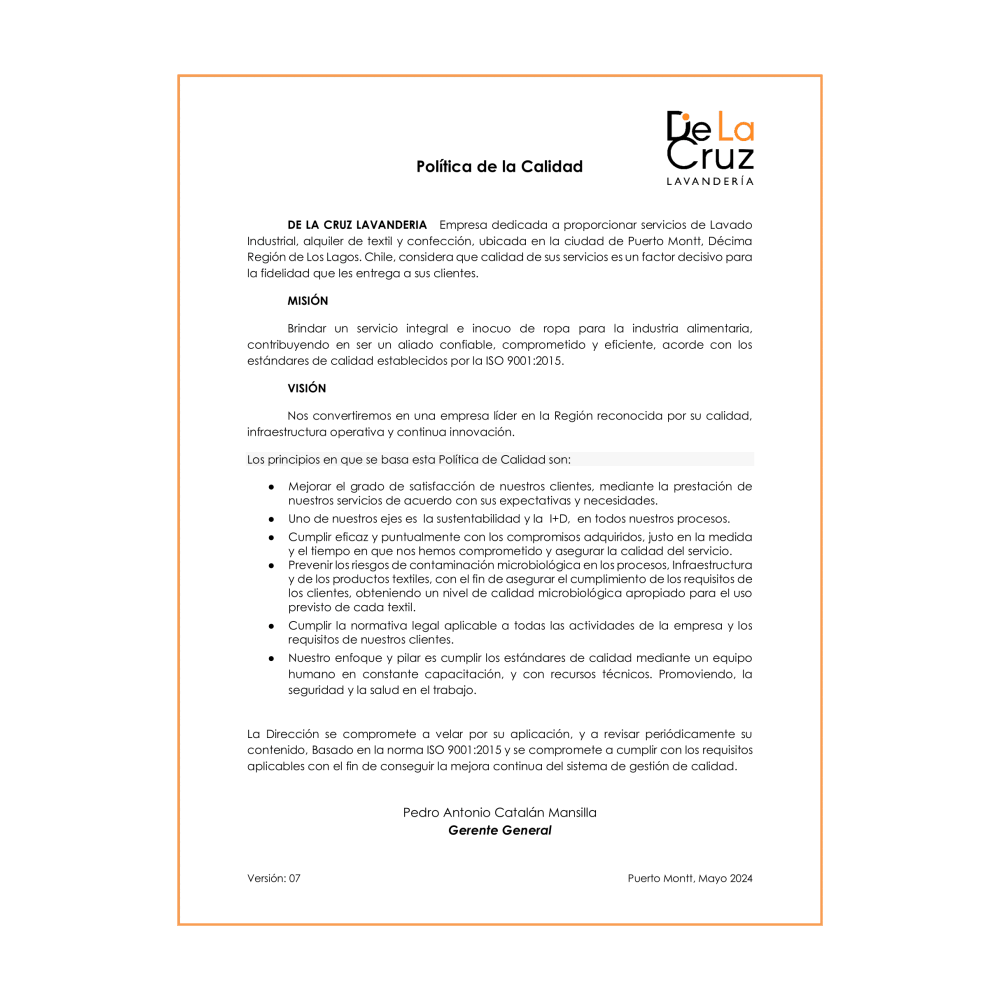 De La
Cruz
LAVANDERÍA
Política de la Calidad
DE LA CRUZ LAVANDERIA Empresa dedicada a proporcionar servicios de Lavado
Industrial, alquiler de textil y confección, ubicada en la ciudad de Puerto Montt, Décima
Región de Los Lagos. Chile, considera que calidad de sus servicios es un factor decisivo para
la fidelidad que les entrega a sus clientes.
MISIÓN
Brindar un servicio integral e inocuo de ropa para la industria alimentaria,
contribuyendo en ser un aliado confiable, comprometido y eficiente, acorde con los
estándares de calidad establecidos por la ISO 9001:2015.
VISIÓN
Nos convertiremos en una empresa líder en la Región reconocida por su calidad,
infraestructura operativa y continua innovación.
Los principios en que se basa esta Política de Calidad son:
● Mejorar el grado de satisfacción de nuestros clientes, mediante la prestación de
nuestros servicios de acuerdo con sus expectativas y necesidades.
● Uno de nuestros ejes es la sustentabilidad y la I+D, en todos nuestros procesos.
● Cumplir eficaz y puntualmente con los compromisos adquiridos, justo en la medida
y el tiempo en que nos hemos comprometido y asegurar la calidad del servicio.
● Prevenir los riesgos de contaminación microbiológica en los procesos, Infraestructura
y de los productos textiles, con el fin de asegurar el cumplimiento de los requisitos de
los clientes, obteniendo un nivel de calidad microbiológica apropiado para el uso
previsto de cada textil.
● Cumplir la normativa legal aplicable a todas las actividades de la empresa y los
requisitos de nuestros clientes.
● Nuestro enfoque y pilar es cumplir los estándares de calidad mediante un equipo
humano en constante capacitación, y con recursos técnicos. Promoviendo, la
seguridad y la salud en el trabajo.
La Dirección se compromete a velar por su aplicación, y a revisar periódicamente su
contenido, Basado en la norma ISO 9001:2015 y se compromete a cumplir con los requisitos
aplicables con el fin de conseguir la mejora continua del sistema de gestión de calidad.
Pedro Antonio Catalán Mansilla
Gerente General
Versión: 07
Puerto Montt, Mayo 2024